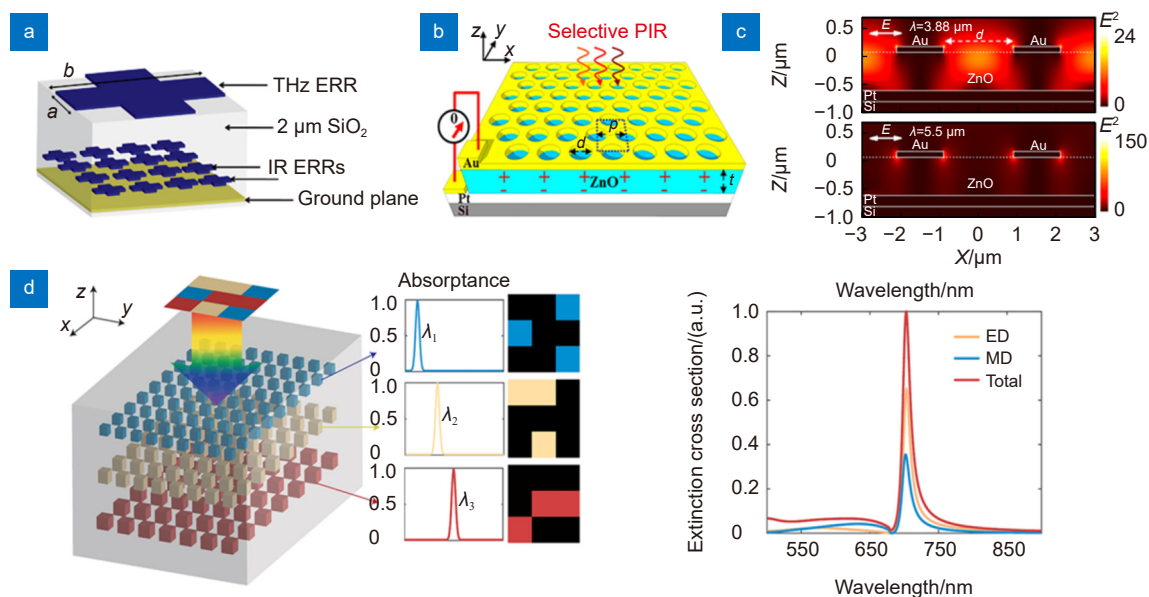 a
b
a
THz ERR
2 μm SiO₂
IR ERRs
Ground plane
b
z
y
x
Selective PIR
0
Au
d
p
ZnO
t
+ + + + + +
− − − − − −
Pt
Si
c
Z/μm
0.5
0
−0.5
−1.0
E
λ=3.88 μm
d
Au
Au
ZnO
Pt
Si
E²
24
0
Z/μm
0.5
0
−0.5
−1.0
E
λ=5.5 μm
Au
Au
ZnO
Pt
Si
E²
150
0
−3 −2 −1 0 1 2 3
X/μm
d
z
y
x
Absorptance
1.0
0.5
0
λ₁
1.0
0.5
0
λ₂
1.0
0.5
0
λ₃
Wavelength/nm
Extinction cross section/(a.u.)
1.0
0.8
0.6
0.4
0.2
0
ED
MD
Total
550 650 750 850
Wavelength/nm